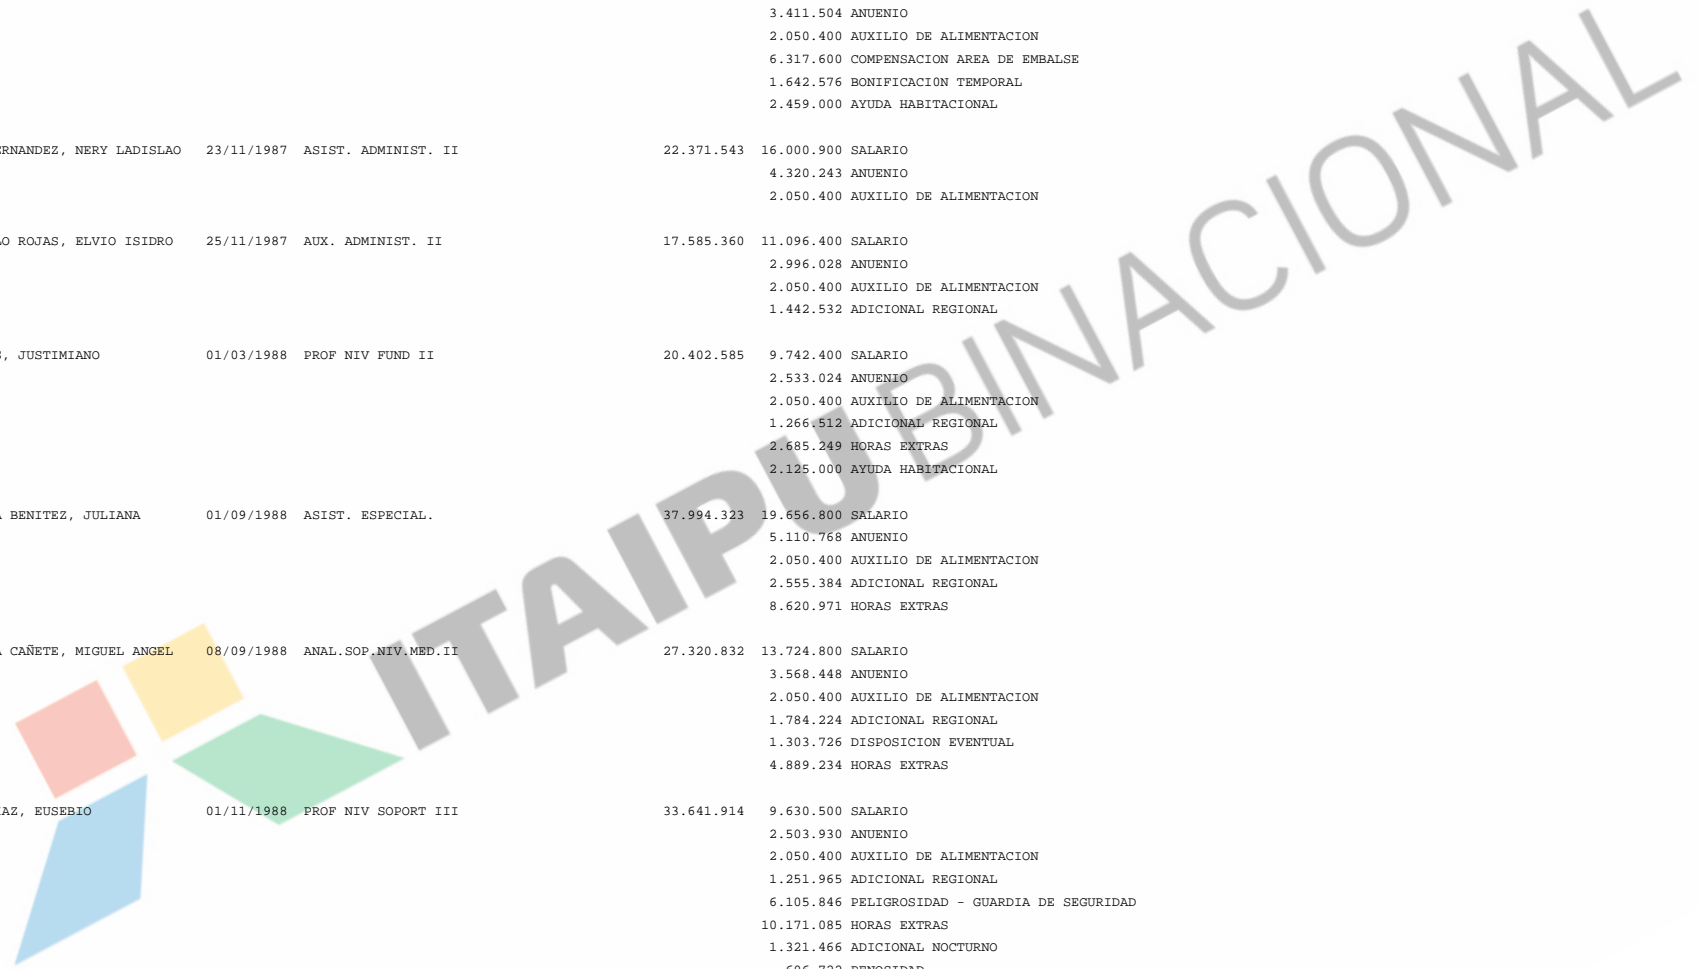 3.411.504 ANUENIO
2.050.400 AUXILIO DE ALIMENTACION
6.317.600 COMPENSACION AREA DE EMBALSE
1.642.576 BONIFICACI0N TEMPORAL
2.459.000 AYUDA HABITACIONAL
ERNANDEZ, NERY LADISLAO 23/11/1987 ASIST. ADMINIST. II 22.371.543 16.000.900 SALARIO
4.320.243 ANUENIO
2.050.400 AUXILIO DE ALIMENTACION
LO ROJAS, ELVIO ISIDRO 25/11/1987 AUX. ADMINIST. II 17.585.360 11.096.400 SALARIO
2.996.028 ANUENIO
2.050.400 AUXILIO DE ALIMENTACION
1.442.532 ADICIONAL REGIONAL
, JUSTIMIANO 01/03/1988 PROF NIV FUND II 20.402.585 9.742.400 SALARIO
2.533.024 ANUENIO
2.050.400 AUXILIO DE ALIMENTACION
1.266.512 ADICIONAL REGIONAL
2.685.249 HORAS EXTRAS
2.125.000 AYUDA HABITACIONAL
A BENITEZ, JULIANA 01/09/1988 ASIST. ESPECIAL. 37.994.323 19.656.800 SALARIO
5.110.768 ANUENIO
2.050.400 AUXILIO DE ALIMENTACION
2.555.384 ADICIONAL REGIONAL
8.620.971 HORAS EXTRAS
A CAÑETE, MIGUEL ANGEL 08/09/1988 ANAL.SOP.NIV.MED.II 27.320.832 13.724.800 SALARIO
3.568.448 ANUENIO
2.050.400 AUXILIO DE ALIMENTACION
1.784.224 ADICIONAL REGIONAL
1.303.726 DISPOSICION EVENTUAL
4.889.234 HORAS EXTRAS
IAZ, EUSEBIO 01/11/1988 PROF NIV SOPORT III 33.641.914 9.630.500 SALARIO
2.503.930 ANUENIO
2.050.400 AUXILIO DE ALIMENTACION
1.251.965 ADICIONAL REGIONAL
6.105.846 PELIGROSIDAD - GUARDIA DE SEGURIDAD
10.171.085 HORAS EXTRAS
1.321.466 ADICIONAL NOCTURNO
PENOSIDAD
ITAIPU BINACIONAL